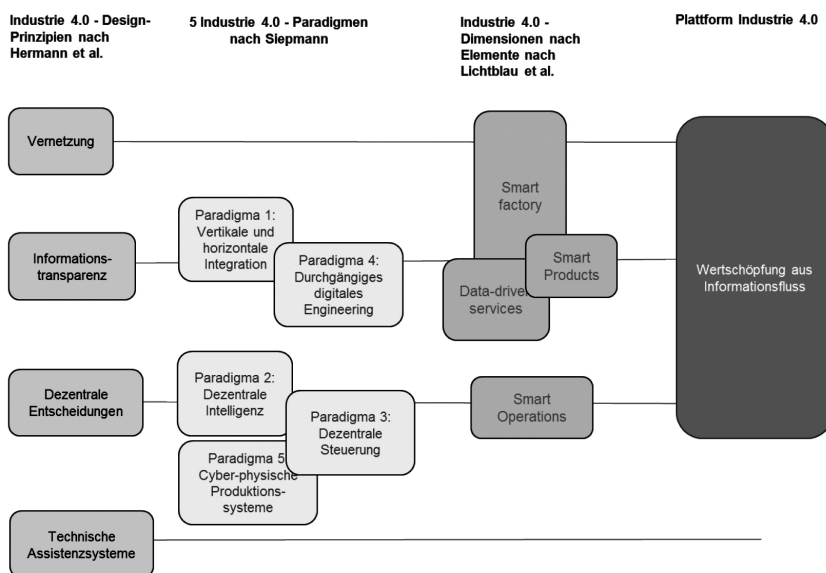 Industrie 4.0 - Design-
Prinzipien nach
Hermann et al.
5 Industrie 4.0 - Paradigmen
nach Siepmann
Industrie 4.0 -
Dimensionen nach
Elemente nach
Lichtblau et al.
Plattform Industrie 4.0
Vernetzung
Smart
factory
Informations-
transparenz
Paradigma 1:
Vertikale und
horizontale
Integration
Paradigma 4:
Durchgängiges
digitales
Engineering
Data-driven
services
Smart
Products
Wertschöpfung aus
Informationsfluss
Dezentrale
Entscheidungen
Paradigma 2:
Dezentrale
Intelligenz
Paradigma 3:
Dezentrale
Steuerung
Paradigma 5
Cyber-physische
Produktions-
systeme
Smart
Operations
Technische
Assistenzsysteme